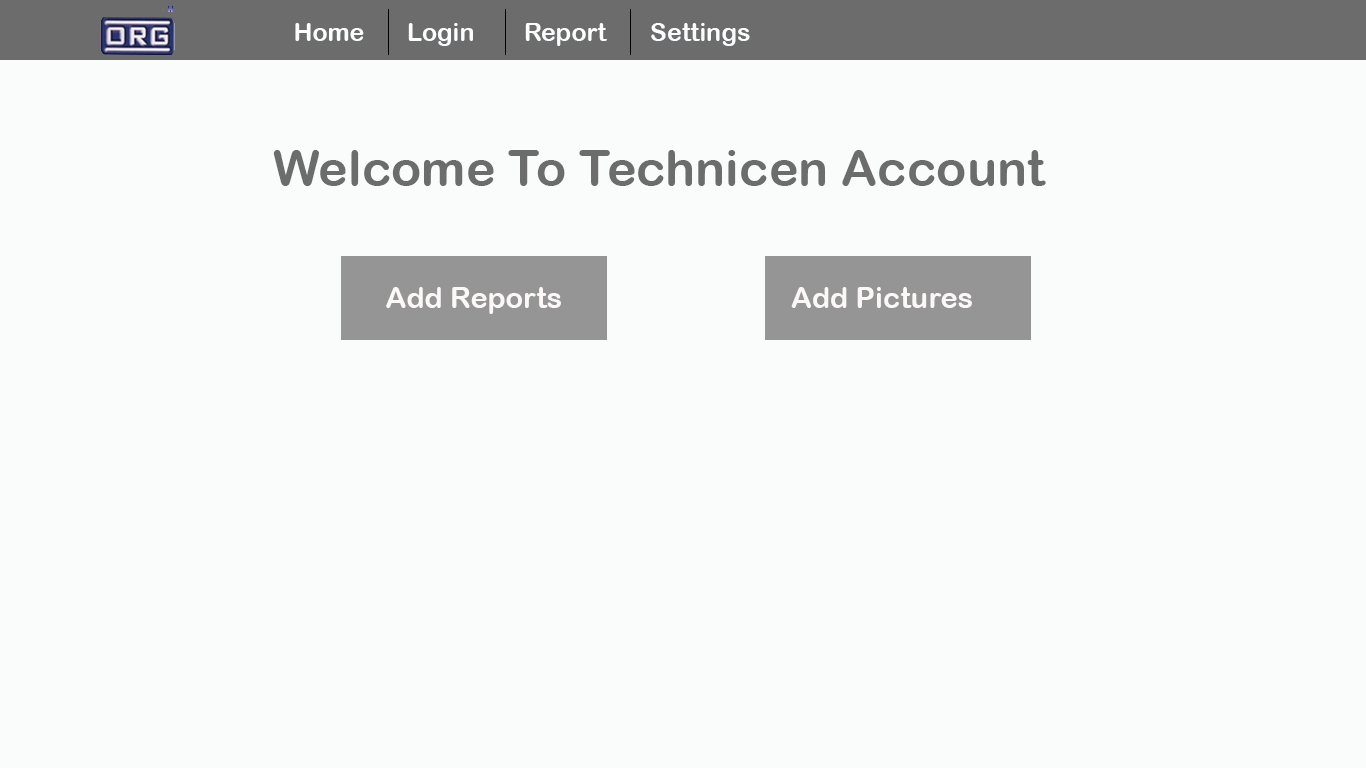 ORG
Home Login Report Settings
Welcome To Technicen Account
Add Reports Add Pictures